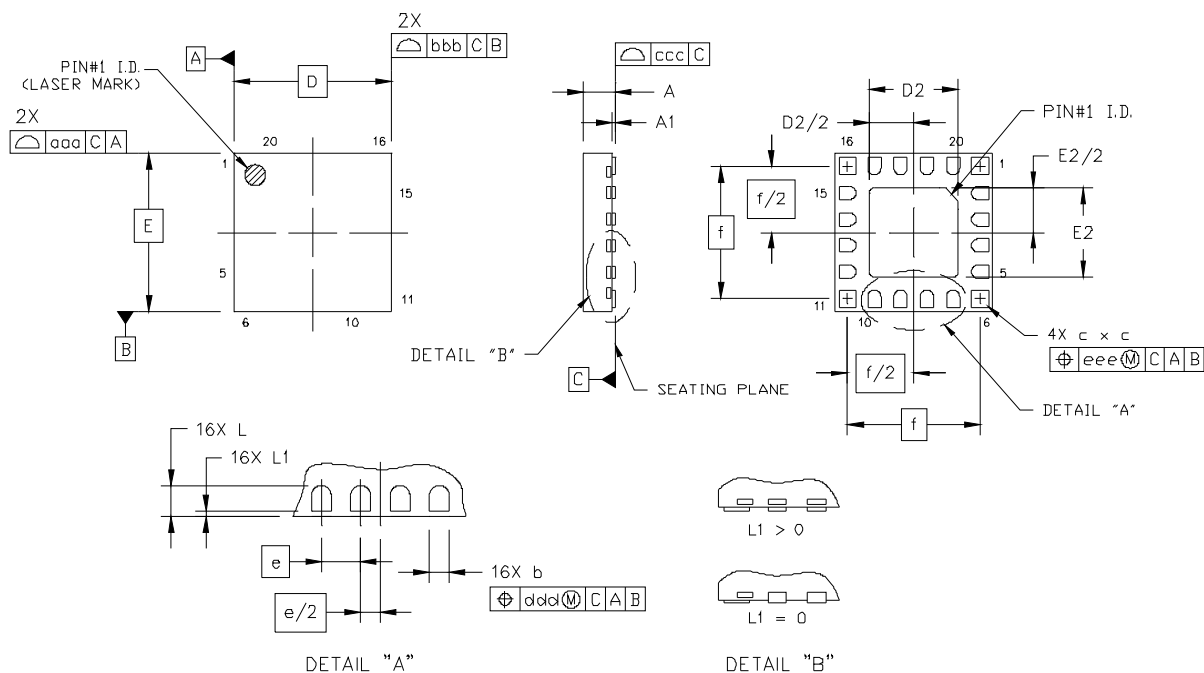 2X
bbb C B
A
D
PIN#1 I.D.
(LASER MARK)
2X
aaa C A
20
16
1
15
E
5
11
6
10
B
ccc C
A
A1
DETAIL "B"
C
SEATING PLANE
D2
D2/2
PIN#1 I.D.
16
20
1
E2/2
15
f/2
f
E2
5
11
10
6
4X c x c
eee M C A B
f/2
DETAIL "A"
f
16X L
16X L1
e
16X b
ddd M C A B
e/2
DETAIL "A"
L1 > 0
L1 = 0
DETAIL "B"